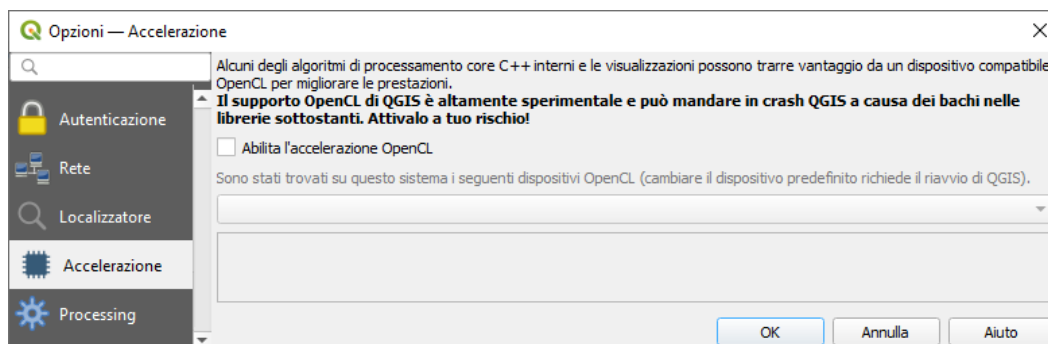 Opzioni — Accelerazione
Autenticazione
Rete
Localizzatore
Accelerazione
Processing
Alcuni degli algoritmi di processamento core C++ interni e le visualizzazioni possono trarre vantaggio da un dispositivo compatibile
OpenCL per migliorare le prestazioni.
Il supporto OpenCL di QGIS è altamente sperimentale e può mandare in crash QGIS a causa dei bachi nelle
librerie sottostanti. Attivalo a tuo rischio!
Abilita l'accelerazione OpenCL
Sono stati trovati su questo sistema i seguenti dispositivi OpenCL (cambiare il dispositivo predefinito richiede il riavvio di QGIS).
OK
Annulla
Aiuto